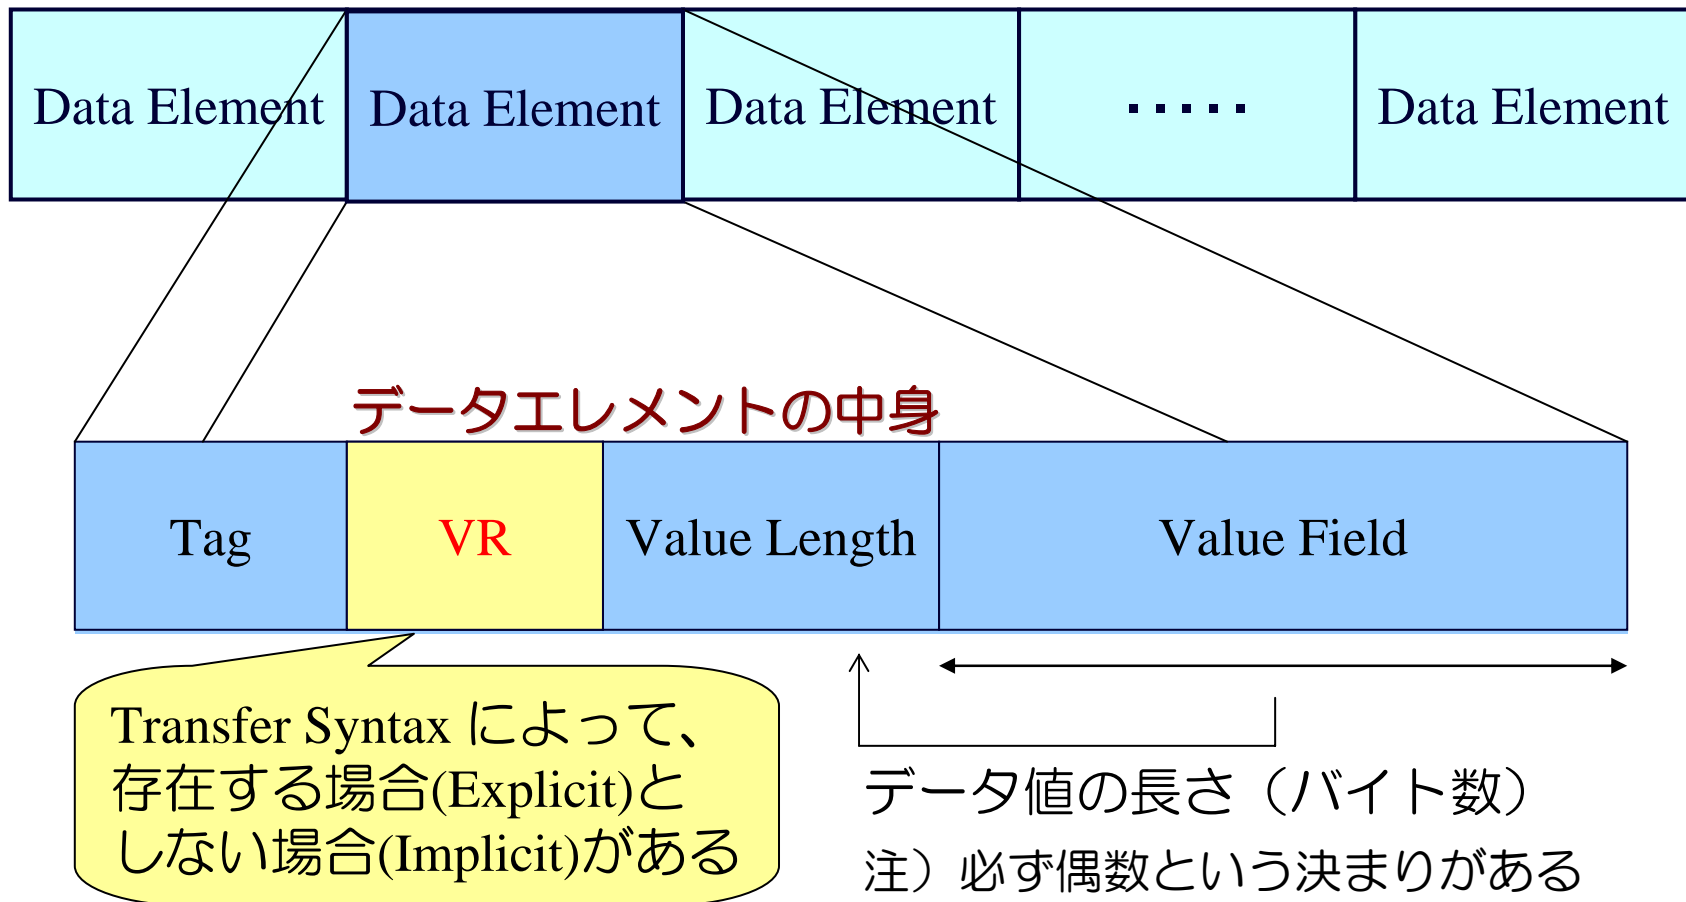 Data Element Data Element Data Element ・・・・・ Data Element
データエレメントの中身
Tag VR Value Length Value Field
Transfer Syntax によって、
存在する場合(Explicit)と
しない場合(Implicit)がある
データ値の長さ（バイト数）
注）必ず偶数という決まりがある